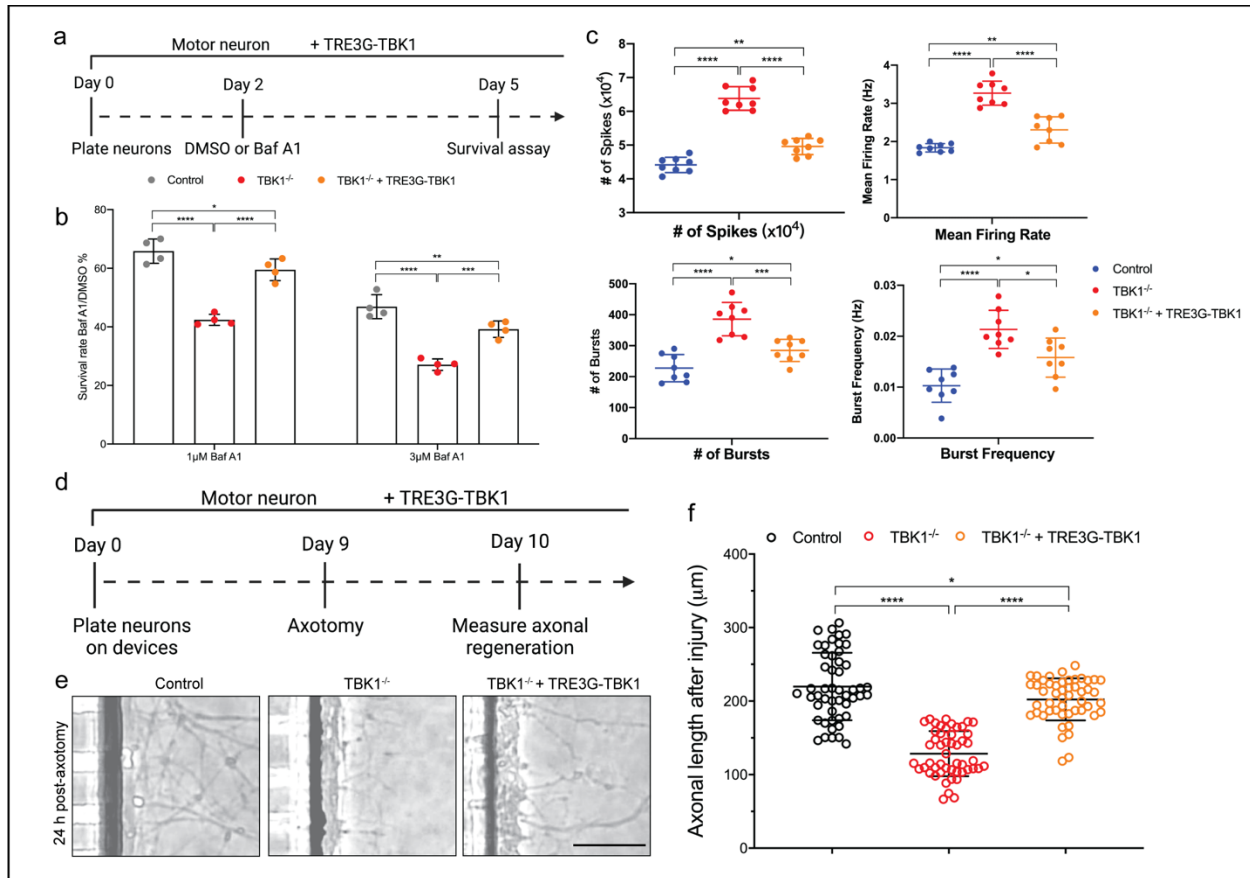 a
Motor neuron + TRE3G-TBK1
Day 0 Day 2 Day 5
Plate neurons DMSO or Baf A1 Survival assay
Control TBK1-/- TBK1-/- + TRE3G-TBK1
b
Survival rate Baf A1/DMSO %
80
60
40
20
0
* **** ****
** **** ***
1µM Baf A1 3µM Baf A1
c
# of Spikes (x10⁴)
8
7
6
5
4
3
**
**** ****
# of Spikes (x10⁴)
Mean Firing Rate (Hz)
4
2
0
**
**** ****
Mean Firing Rate
# of Bursts
500
400
300
200
100
0
*
**** ***
# of Bursts
Burst Frequency (Hz)
0.03
0.02
0.01
0.00
*
**** *
Burst Frequency
Control
TBK1-/-
TBK1-/- + TRE3G-TBK1
d
Motor neuron + TRE3G-TBK1
Day 0 Day 9 Day 10
Plate neurons Axotomy Measure axonal
on devices regeneration
e
Control TBK1-/- TBK1-/- + TRE3G-TBK1
24 h post-axotomy
f
Control TBK1-/- TBK1-/- + TRE3G-TBK1
Axonal length after injury (µm)
400
300
200
100
0
*
**** ****